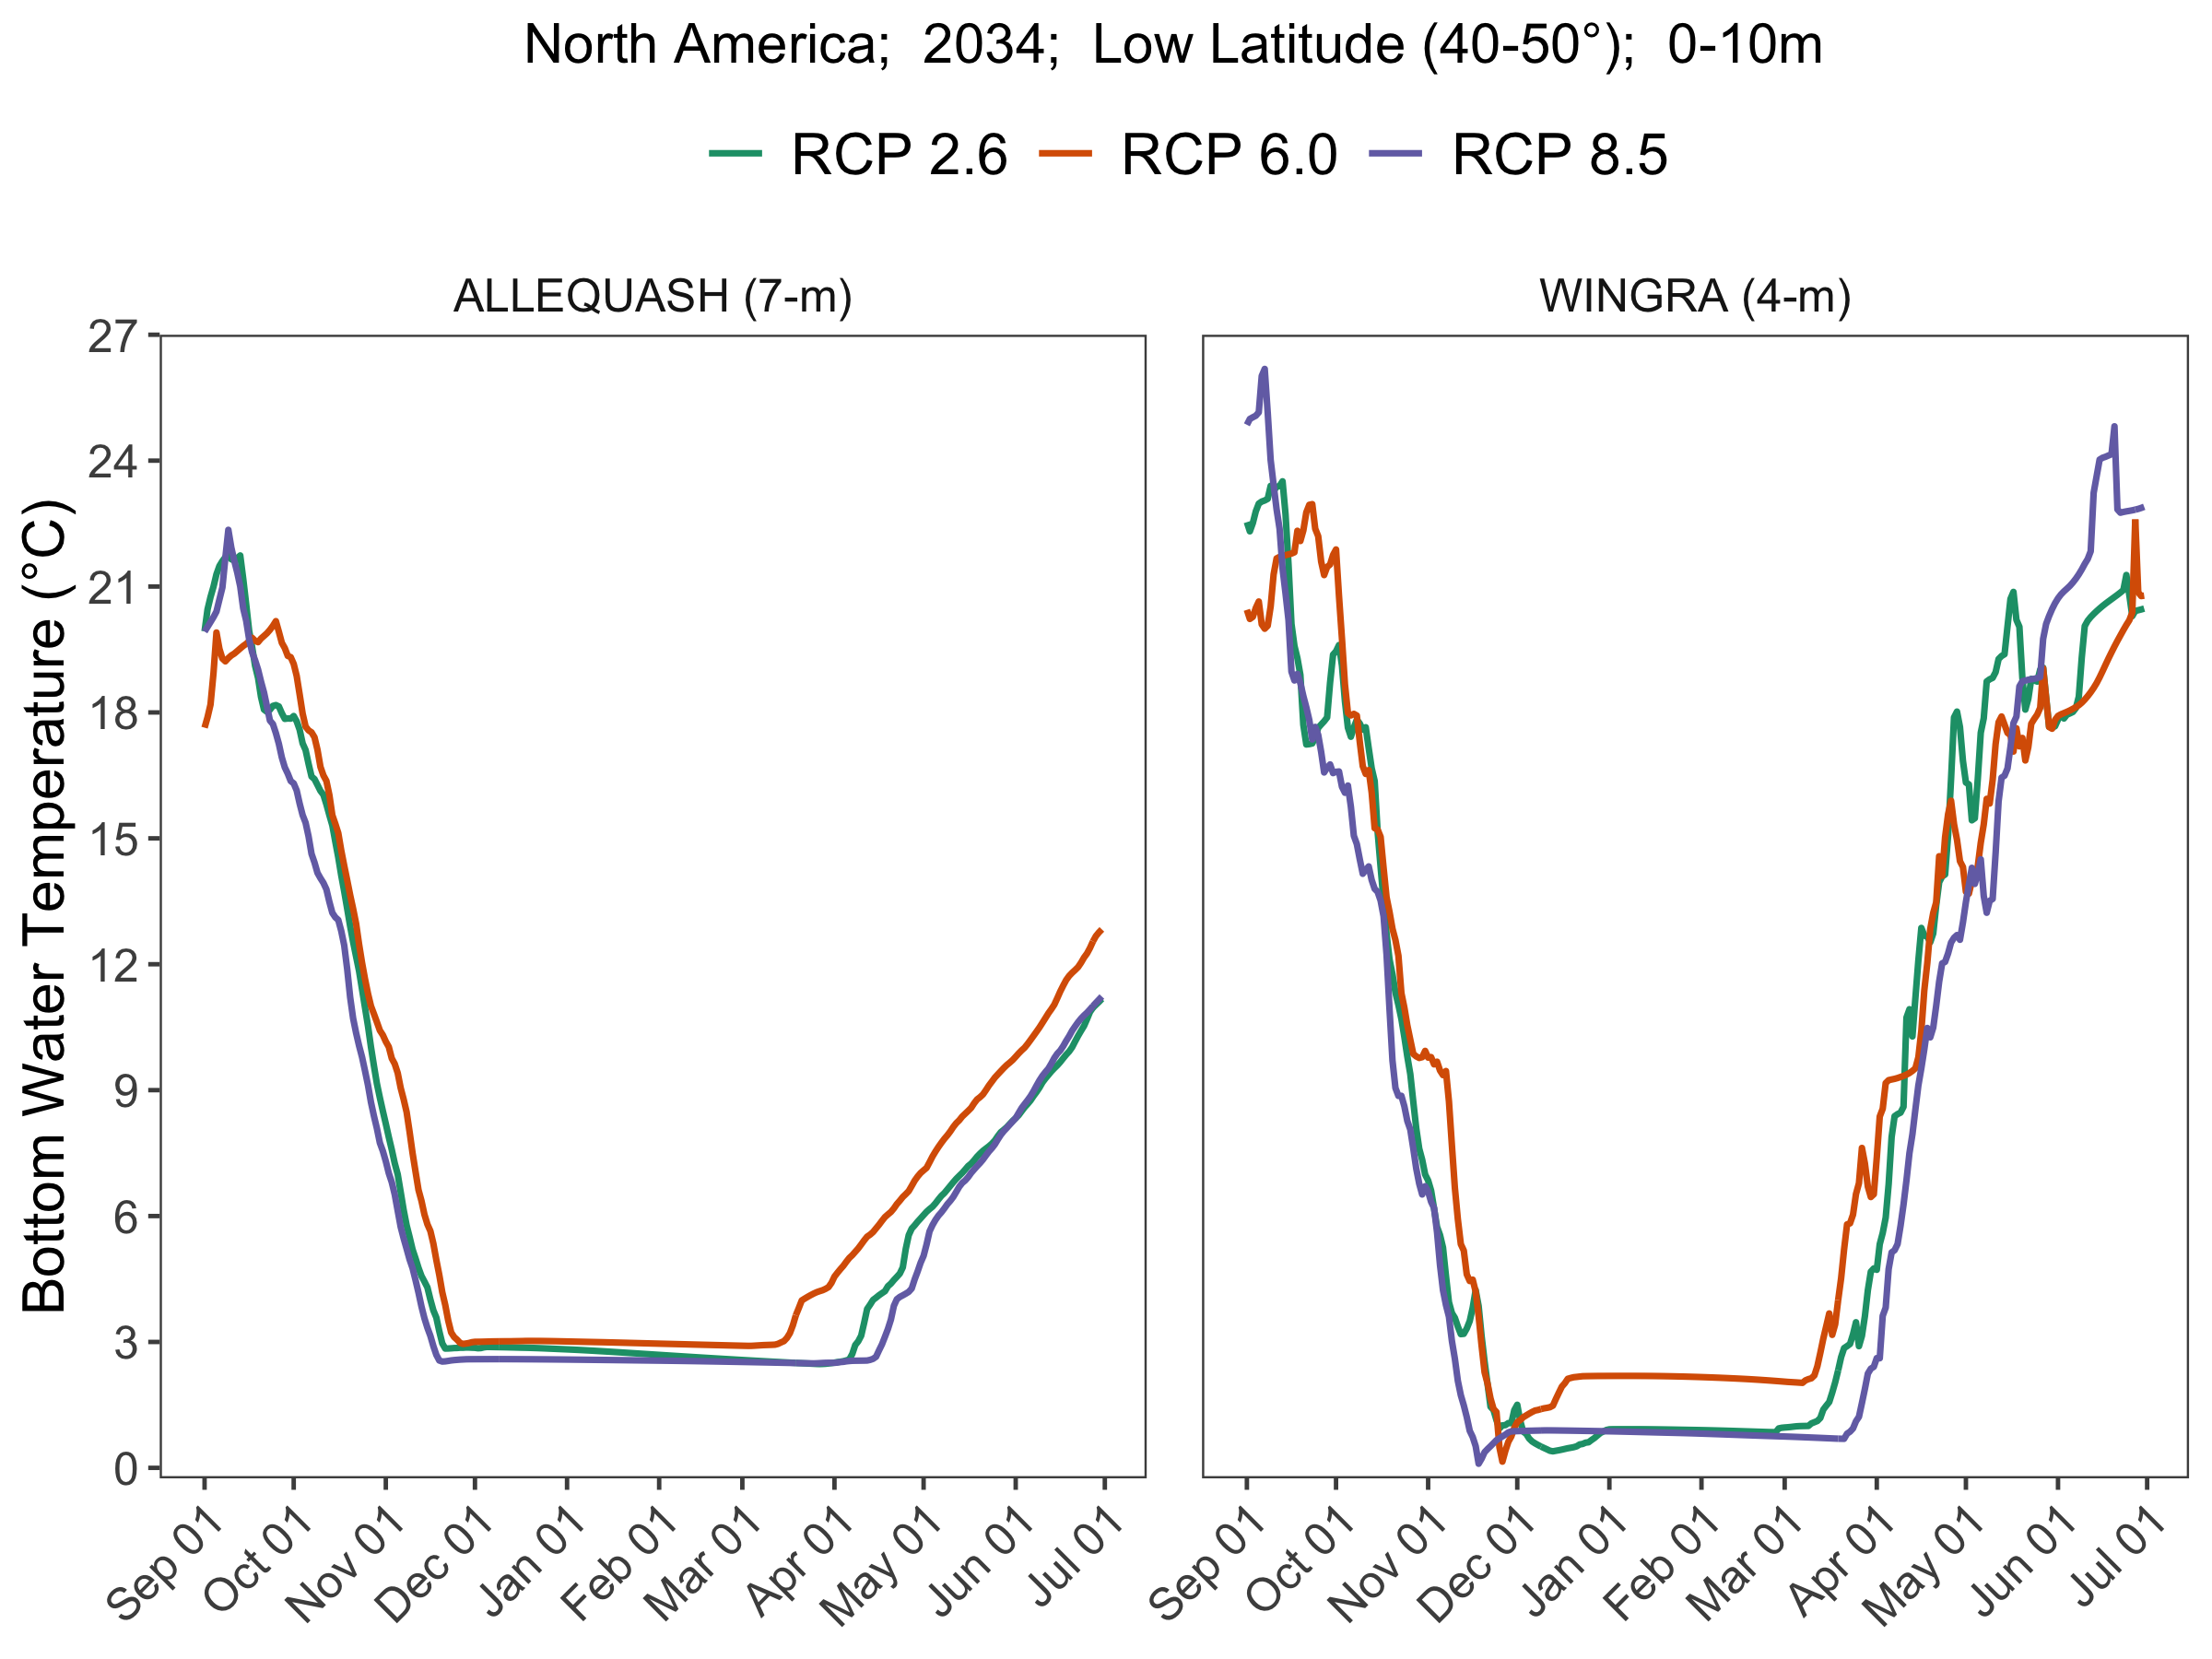 North America;  2034;  Low Latitude (40-50°);  0-10m
RCP 2.6 RCP 6.0 RCP 8.5
ALLEQUASH (7-m) WINGRA (4-m)
Bottom Water Temperature (°C)
27
24
21
18
15
12
9
6
3
0
Sep 01 Oct 01 Nov 01 Dec 01 Jan 01 Feb 01 Mar 01 Apr 01 May 01 Jun 01 Jul 01 Sep 01 Oct 01 Nov 01 Dec 01 Jan 01 Feb 01 Mar 01 Apr 01 May 01 Jun 01 Jul 01